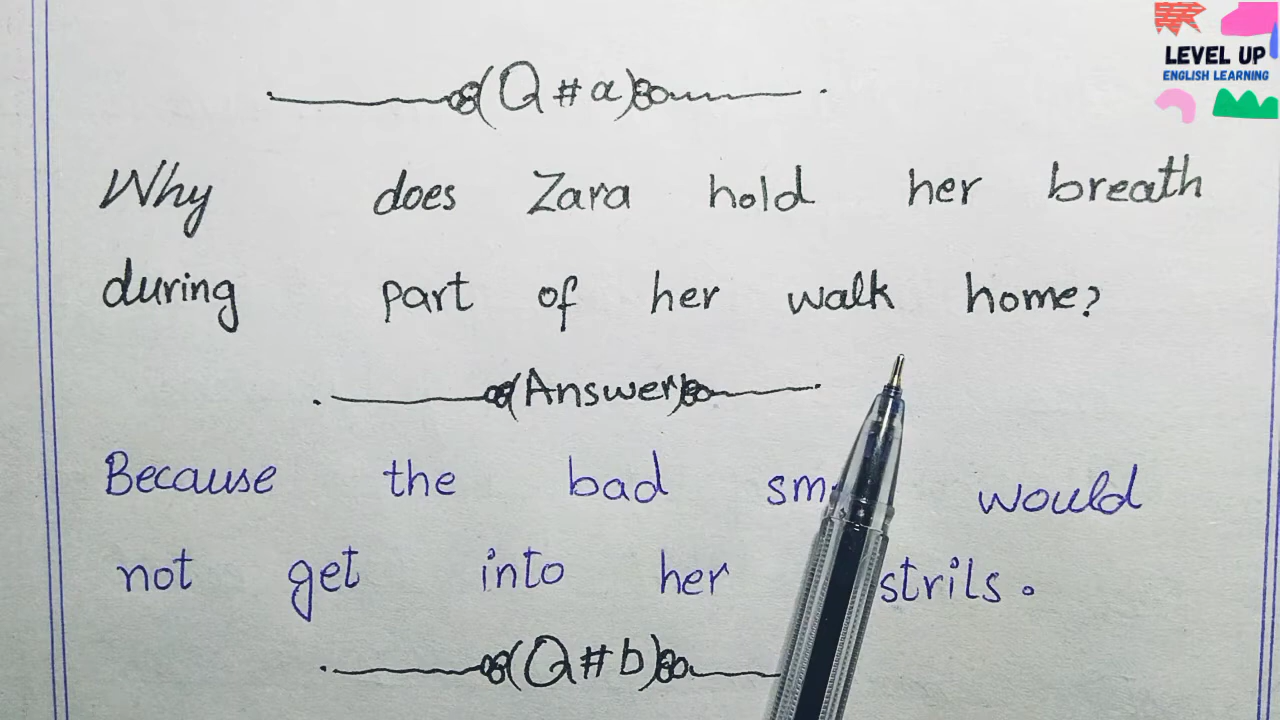 LEVEL UP
ENGLISH LEARNING
(Q#a)
Why does Zara hold her breath
during part of her walk home?
(Answer)
Because the bad would
not get into her
(Q#b)